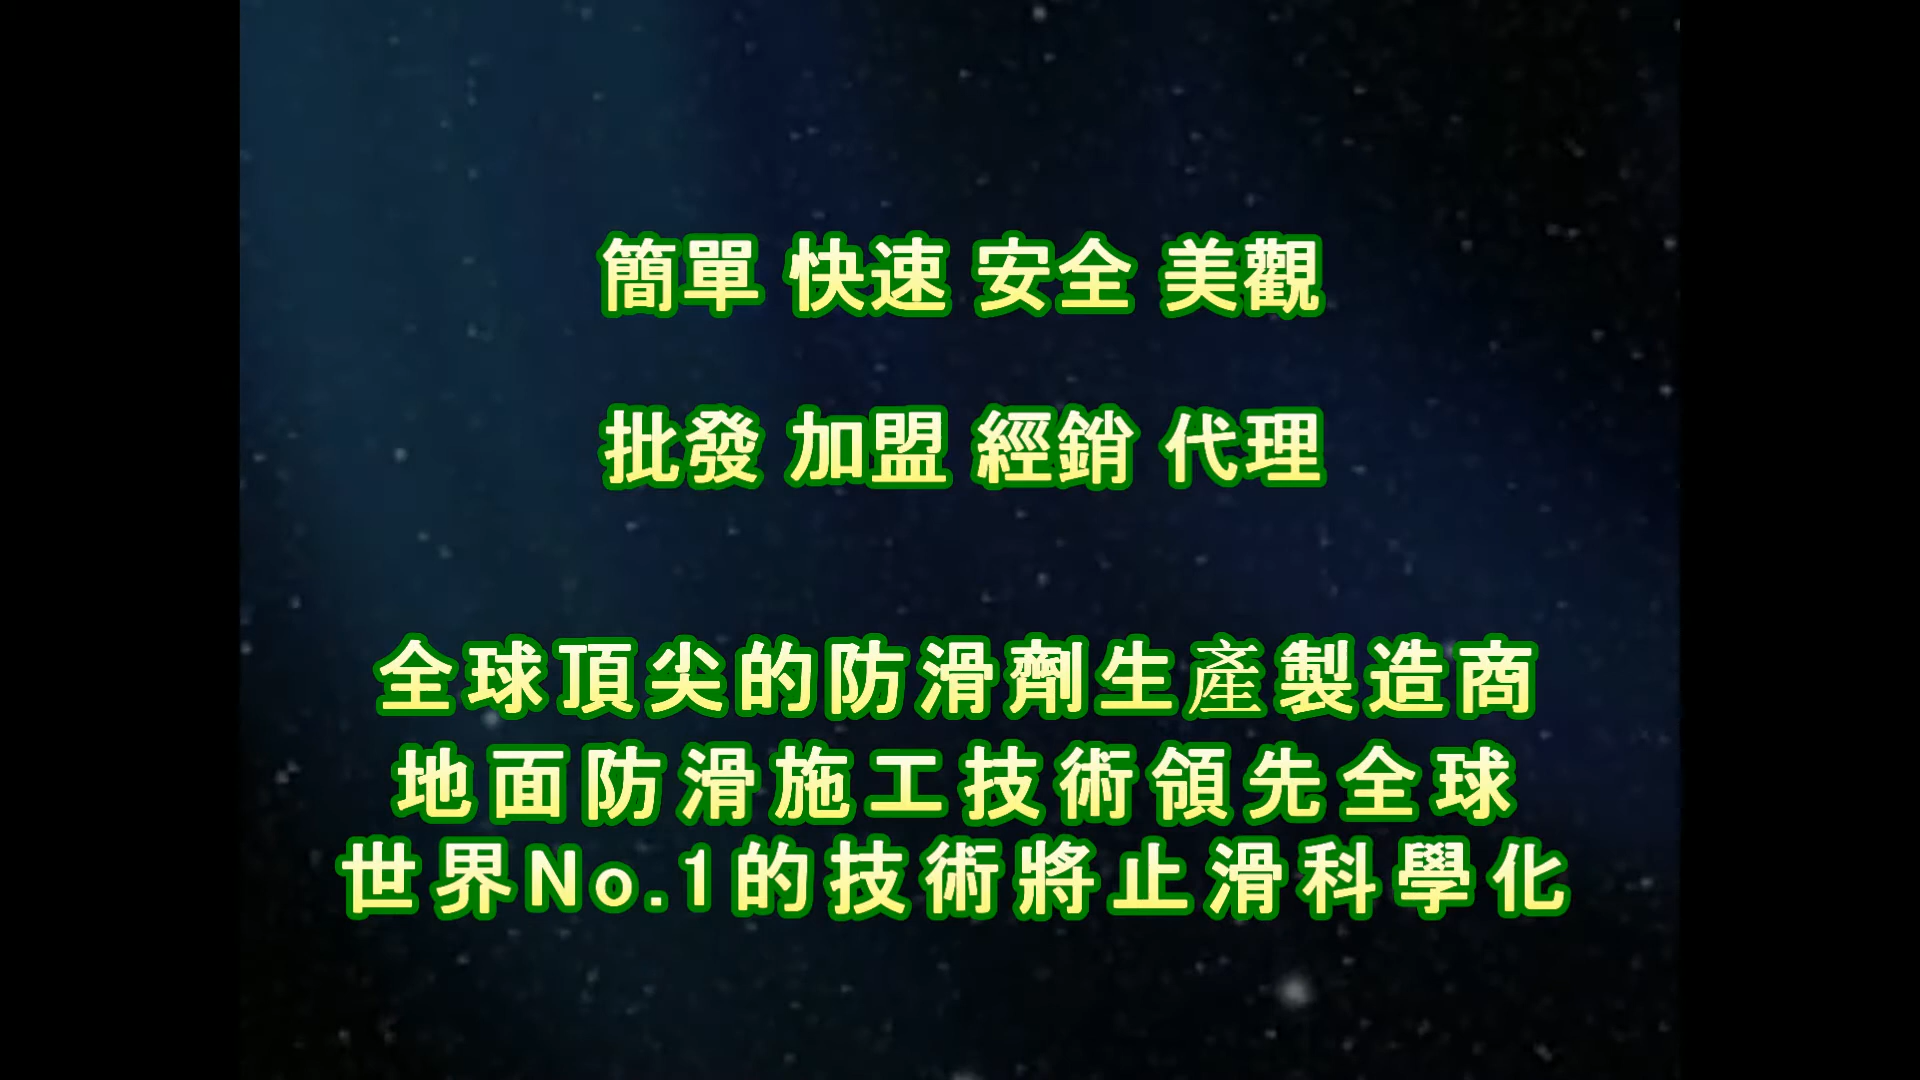 簡單 快速 安全 美觀
批發 加盟 經銷 代理
全球頂尖的防滑劑生產製造商
地面防滑施工技術領先全球
世界No.1的技術將止滑科學化